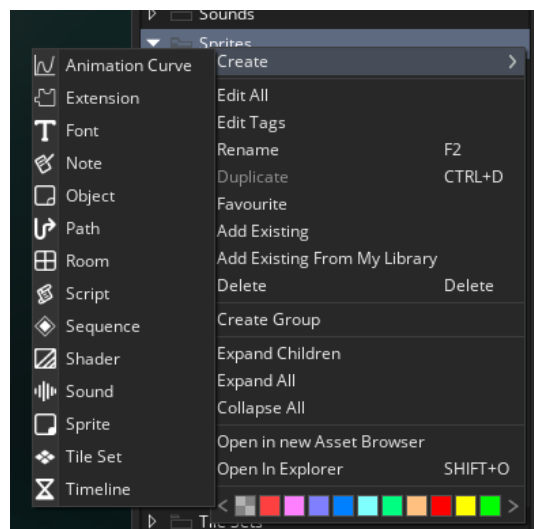 Sounds
Sprites
Animation Curve
Extension
Font
Note
Object
Path
Room
Script
Sequence
Shader
Sound
Sprite
Tile Set
Timeline
Create
Edit All
Edit Tags
Rename F2
Duplicate CTRL+D
Favourite
Add Existing
Add Existing From My Library
Delete Delete
Create Group
Expand Children
Expand All
Collapse All
Open in new Asset Browser
Open In Explorer SHIFT+O
Tile Sets